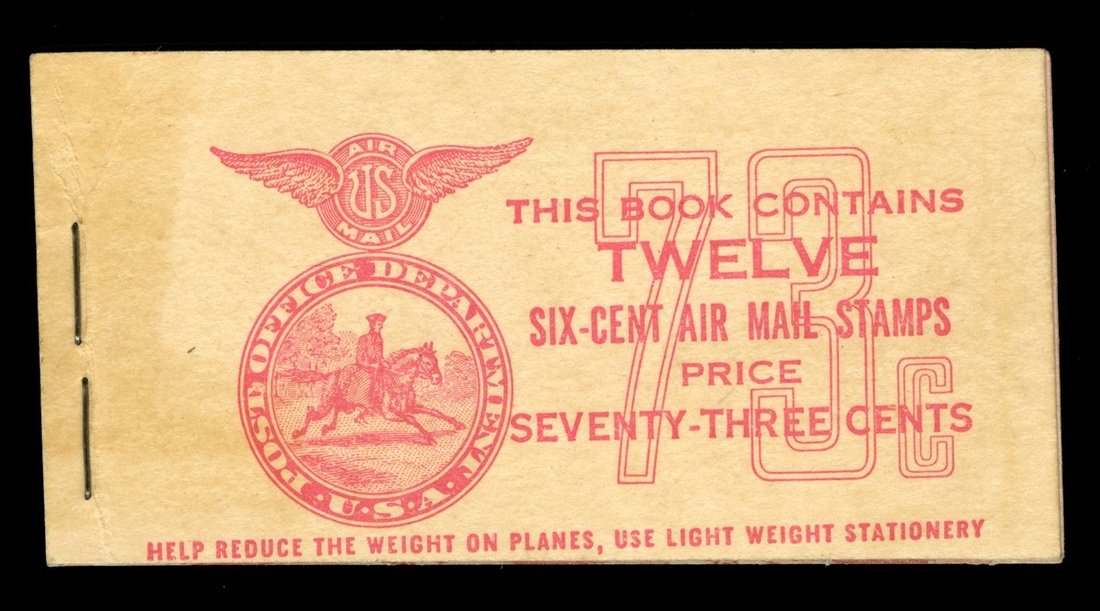 AIR
US
MAIL
POST OFFICE DEPARTMENT
U.S.A.
73c
THIS BOOK CONTAINS
TWELVE
SIX-CENT AIR MAIL STAMPS
PRICE
SEVENTY-THREE CENTS
HELP REDUCE THE WEIGHT ON PLANES, USE LIGHT WEIGHT STATIONERY